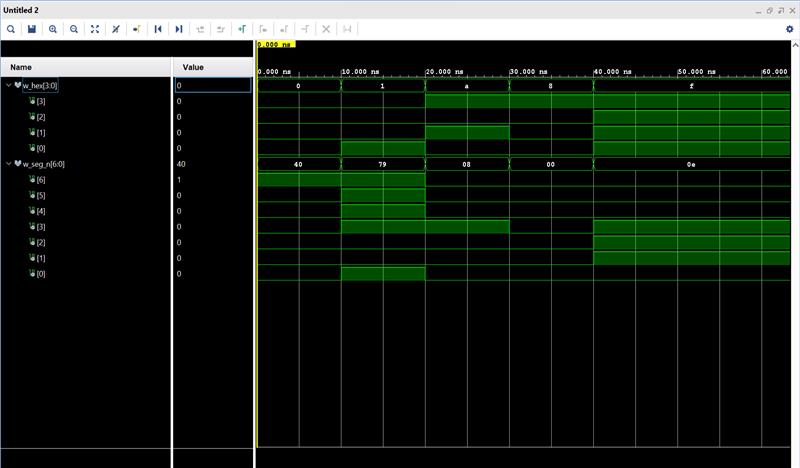 Untitled 2
0.000 ns
Name Value
0.000 ns 10.000 ns 20.000 ns 30.000 ns 40.000 ns 50.000 ns 60.000
w_hex[3:0] 0 0 1 a 8 f
[3] 0
[2] 0
[1] 0
[0] 0
w_seg_n[6:0] 40 40 79 08 00 0e
[6] 1
[5] 0
[4] 0
[3] 0
[2] 0
[1] 0
[0] 0